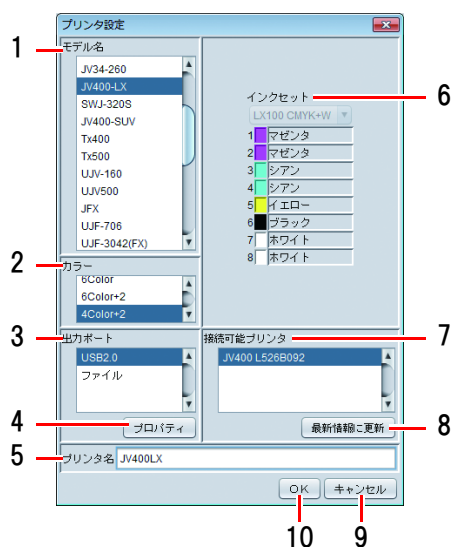 プリンタ設定
1
モデル名
JV34-260
JV400-LX
SWJ-320S
JV400-SUV
Tx400
Tx500
UJV-160
UJV500
JFX
UJF-706
UJF-3042(FX)
6
インクセット
LX100 CMYK+W
1 マゼンタ
2 マゼンタ
3 シアン
4 シアン
5 イエロー
6 ブラック
7 ホワイト
8 ホワイト
2
カラー
6Color
6Color+2
4Color+2
3
出力ポート
USB2.0
ファイル
4
プロパティ
7
接続可能プリンタ
JV400 L526B092
8
最新情報に更新
5
プリンタ名 JV400LX
OK キャンセル
10 9